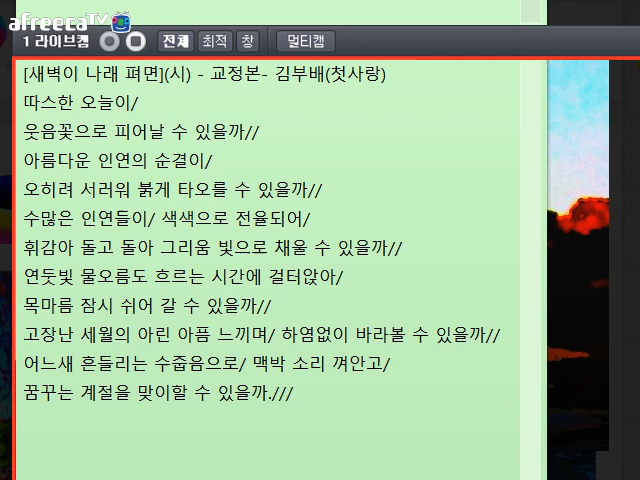 afreecaTV
1 라이브캠 전체 최적 창 멀티캠
[새벽이 나래 펴면](시) - 교정본- 김부배(첫사랑)
따스한 오늘이/
웃음꽃으로 피어날 수 있을까//
아름다운 인연의 순결이/
오히려 서러워 붉게 타오를 수 있을까//
수많은 인연들이/ 색색으로 전율되어/
휘감아 돌고 돌아 그리움 빛으로 채울 수 있을까//
연둣빛 물오름도 흐르는 시간에 걸터앉아/
목마름 잠시 쉬어 갈 수 있을까//
고장난 세월의 아린 아픔 느끼며/ 하염없이 바라볼 수 있을까//
어느새 흔들리는 수줍음으로/ 맥박 소리 껴안고/
꿈꾸는 계절을 맞이할 수 있을까.///